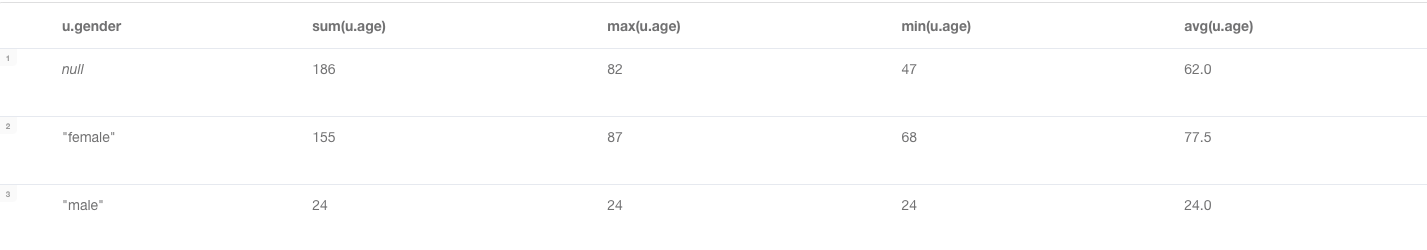 u.gender sum(u.age) max(u.age) min(u.age) avg(u.age)
1 null 186 82 47 62.0
2 "female" 155 87 68 77.5
3 "male" 24 24 24 24.0